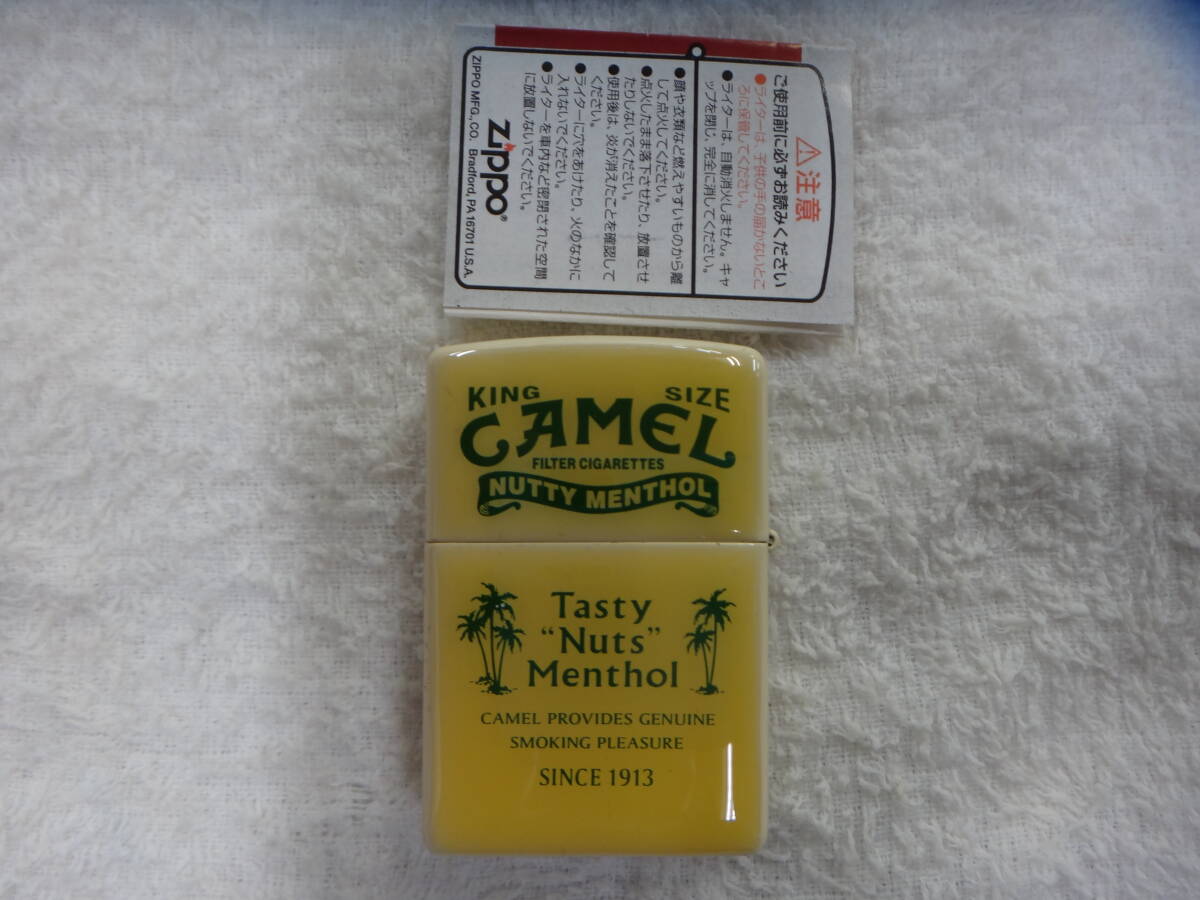 ⚠注意
ご使用前に必ずお読みください
●ライターは、子供の手の届かないとこ
ろに保管してください。
●ライターは、自動消火しません。キャ
ップを閉じ、完全に消してください。
●顔や衣類など燃えやすいものから離
して点火してください。
●点火したまま落下させたり、放置させ
たりしないでください。
●使用後は、炎が消えたことを確認して
ください。
●ライターに穴をあけたり、火のなかに
入れないでください。
●ライターを車内など密閉された空間
に放置しないでください。
zippo®
ZIPPO MFG., CO. Bradford, PA 16701 U.S.A.
KING SIZE
CAMEL
FILTER CIGARETTES
NUTTY MENTHOL
Tasty
"Nuts"
Menthol
CAMEL PROVIDES GENUINE
SMOKING PLEASURE
SINCE 1913